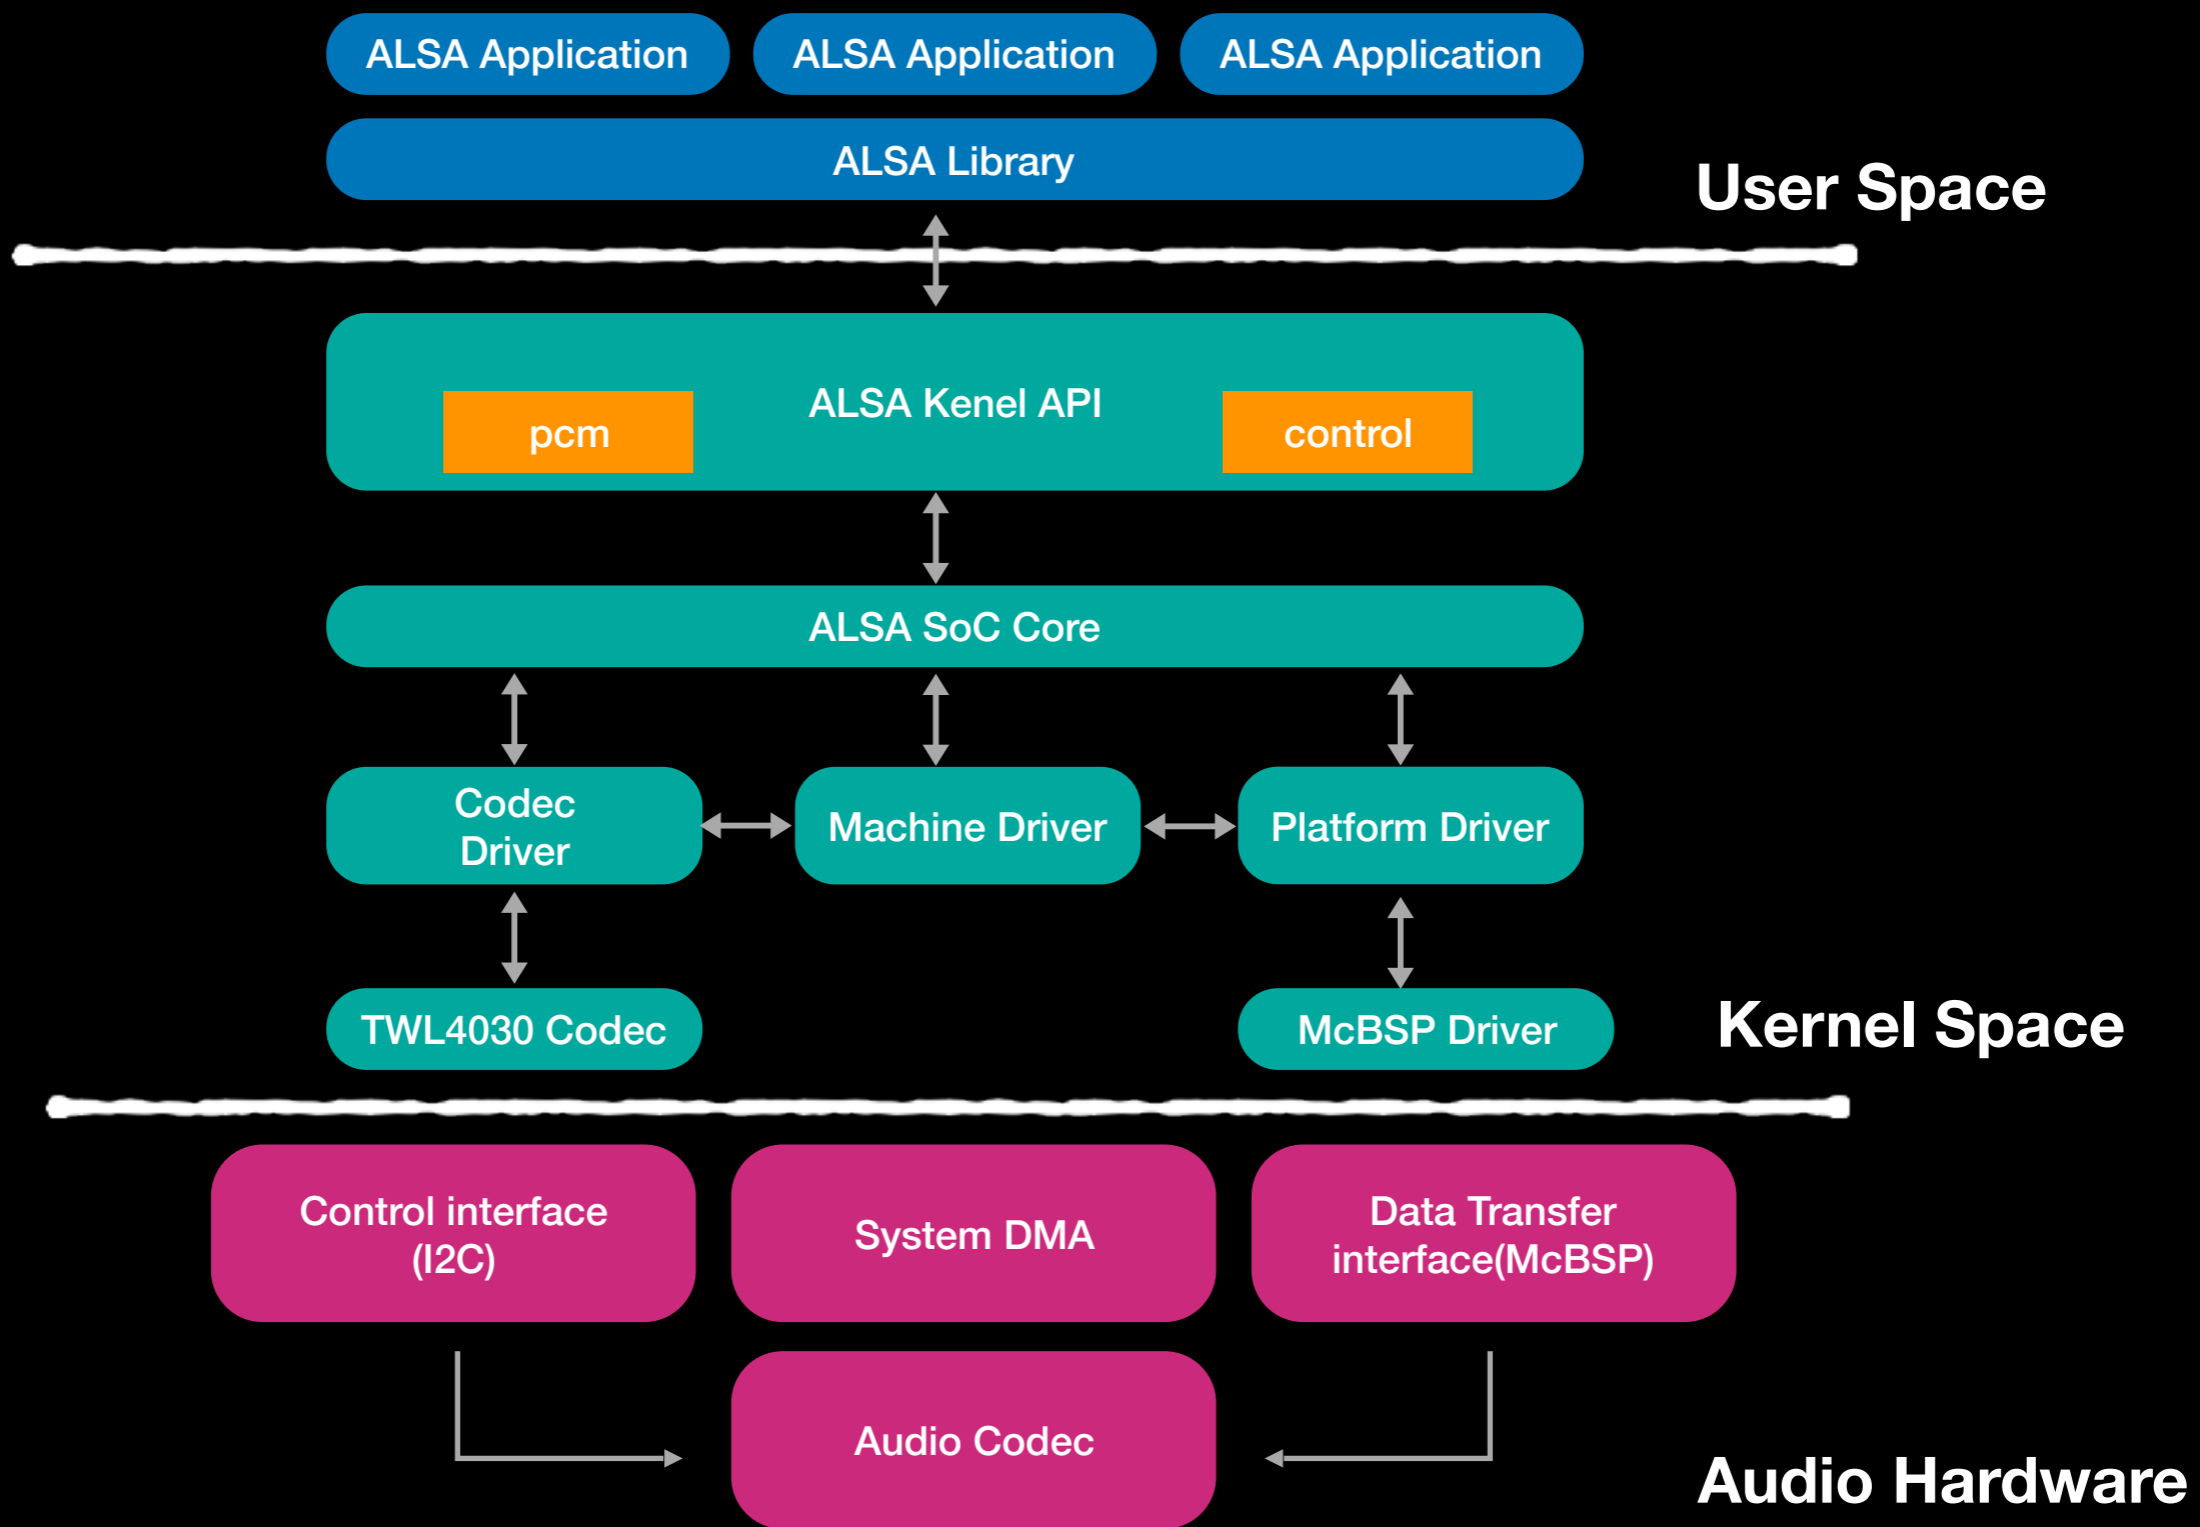 ALSA Application
ALSA Application
ALSA Application
ALSA Library
User Space
ALSA Kenel API
pcm
control
ALSA SoC Core
Codec
Driver
Machine Driver
Platform Driver
TWL4030 Codec
McBSP Driver
Kernel Space
Control interface
(I2C)
System DMA
Data Transfer
interface(McBSP)
Audio Codec
Audio Hardware